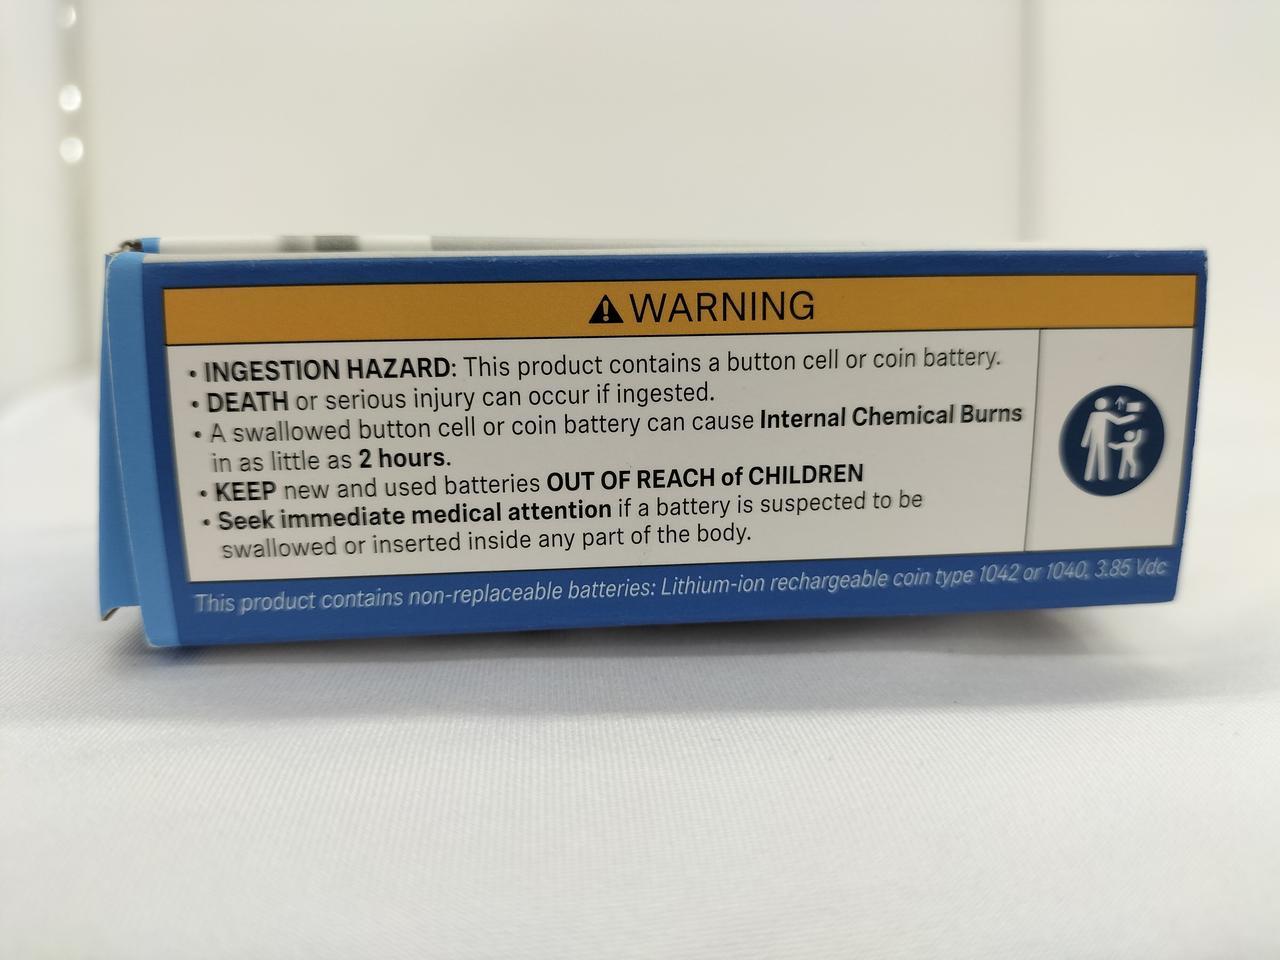 WARNING
• INGESTION HAZARD: This product contains a button cell or coin battery.
• DEATH or serious injury can occur if ingested.
• A swallowed button cell or coin battery can cause Internal Chemical Burns
in as little as 2 hours.
• KEEP new and used batteries OUT OF REACH of CHILDREN
• Seek immediate medical attention if a battery is suspected to be
swallowed or inserted inside any part of the body.
This product contains non-replaceable batteries: Lithium-ion rechargeable coin type 1042 or 1040, 3.85 Vdc